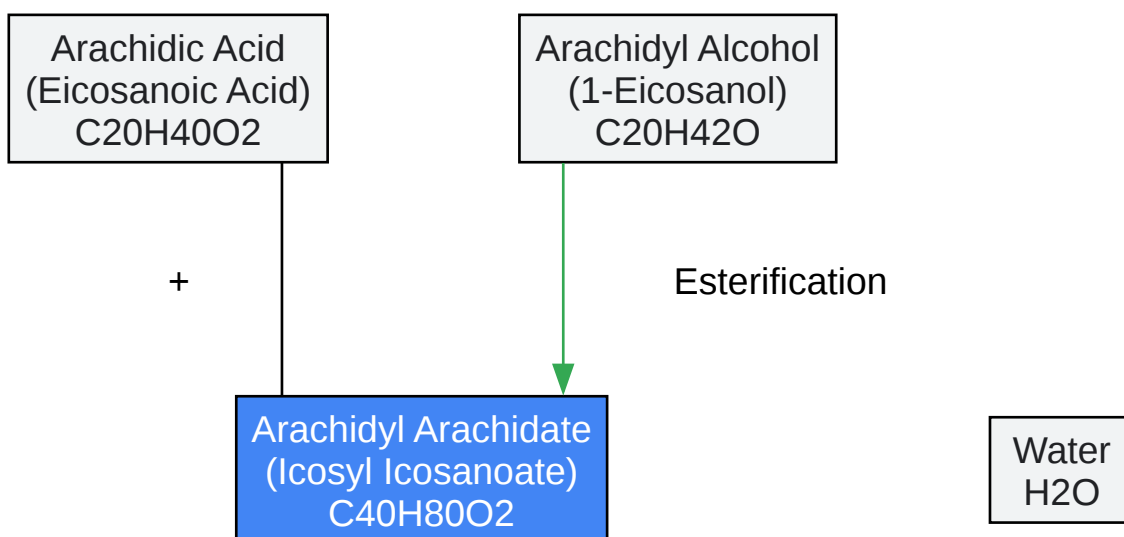 Arachidic Acid
(Eicosanoic Acid)
C20H40O2
Arachidyl Alcohol
(1-Eicosanol)
C20H42O
+
Esterification
Arachidyl Arachidate
(Icosyl Icosanoate)
C40H80O2
Water
H2O